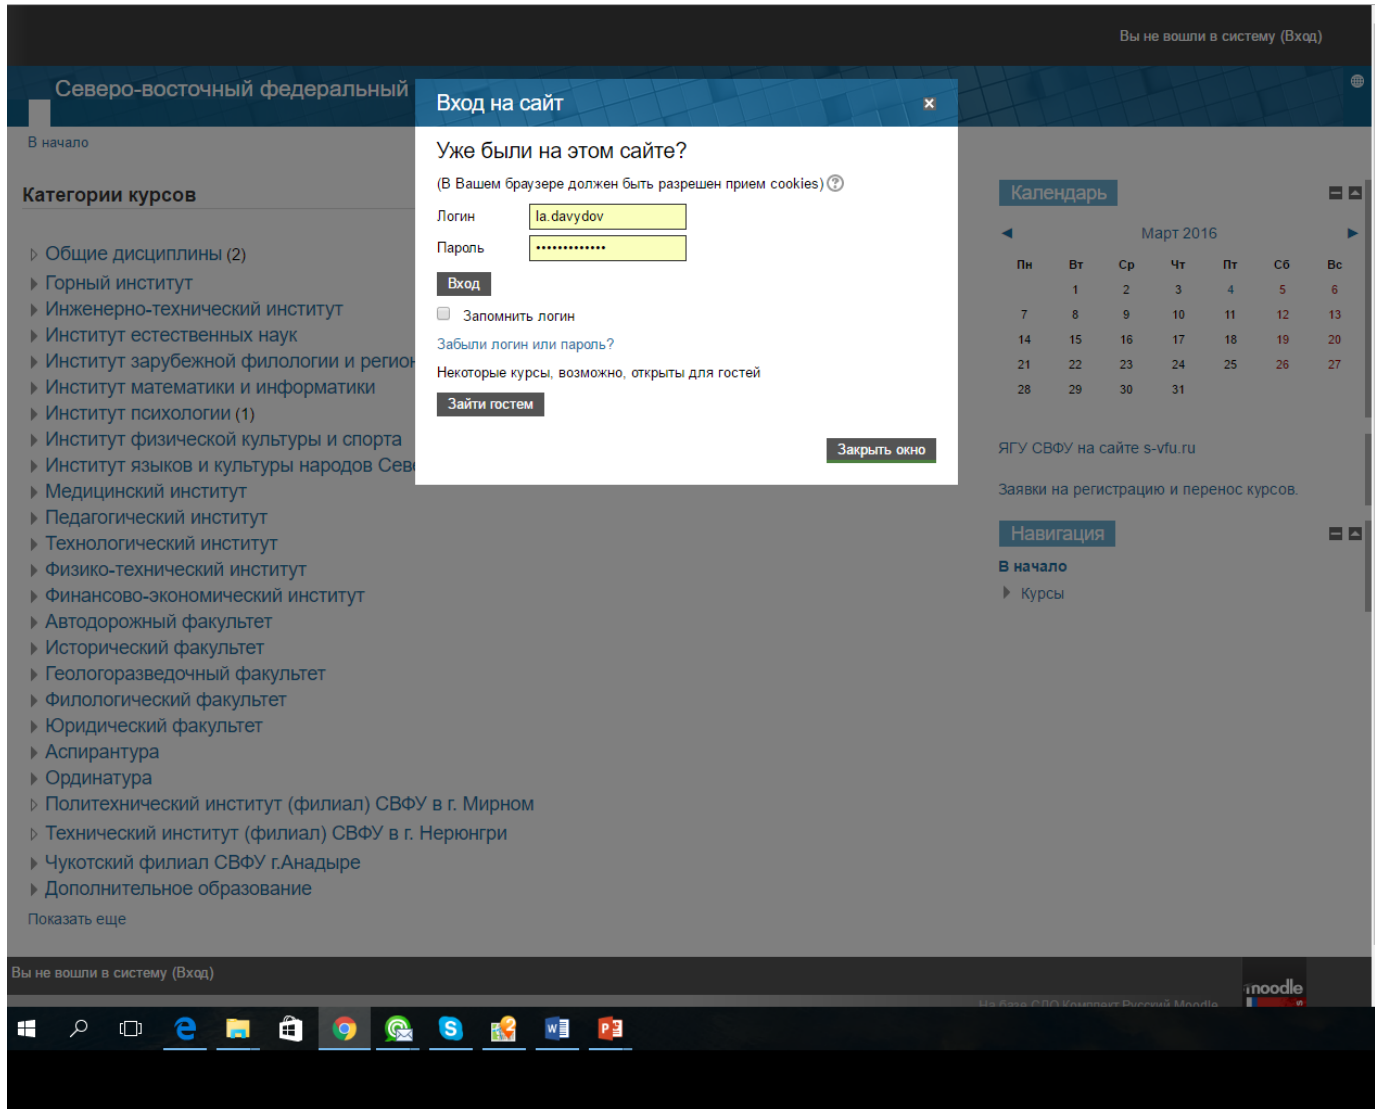 Вы не вошли в систему (Вход)
Северо-восточный федеральный
В начало
Вход на сайт
Уже были на этом сайте?
(В Вашем браузере должен быть разрешен прием cookies)
Логин la.davydov
Пароль •••••••••••••
Вход
Запомнить логин
Забыли логин или пароль?
Некоторые курсы, возможно, открыты для гостей
Зайти гостем
Закрыть окно
Категории курсов
Общие дисциплины (2)
Горный институт
Инженерно-технический институт
Институт естественных наук
Институт зарубежной филологии и регион
Институт математики и информатики
Институт психологии (1)
Институт физической культуры и спорта
Институт языков и культуры народов Севе
Медицинский институт
Педагогический институт
Технологический институт
Физико-технический институт
Финансово-экономический институт
Автодорожный факультет
Исторический факультет
Геологоразведочный факультет
Филологический факультет
Юридический факультет
Аспирантура
Ординатура
Политехнический институт (филиал) СВФУ в г. Мирном
Технический институт (филиал) СВФУ в г. Нерюнгри
Чукотский филиал СВФУ г.Анадыре
Дополнительное образование
Показать еще
Календарь
Март 2016
Пн Вт Ср Чт Пт Сб Вс
1 2 3 4 5 6
7 8 9 10 11 12 13
14 15 16 17 18 19 20
21 22 23 24 25 26 27
28 29 30 31
ЯГУ СВФУ на сайте s-vfu.ru
Заявки на регистрацию и перенос курсов.
Навигация
В начало
Курсы
Вы не вошли в систему (Вход)
moodle
На базе СДО Комплект Русский Moodle